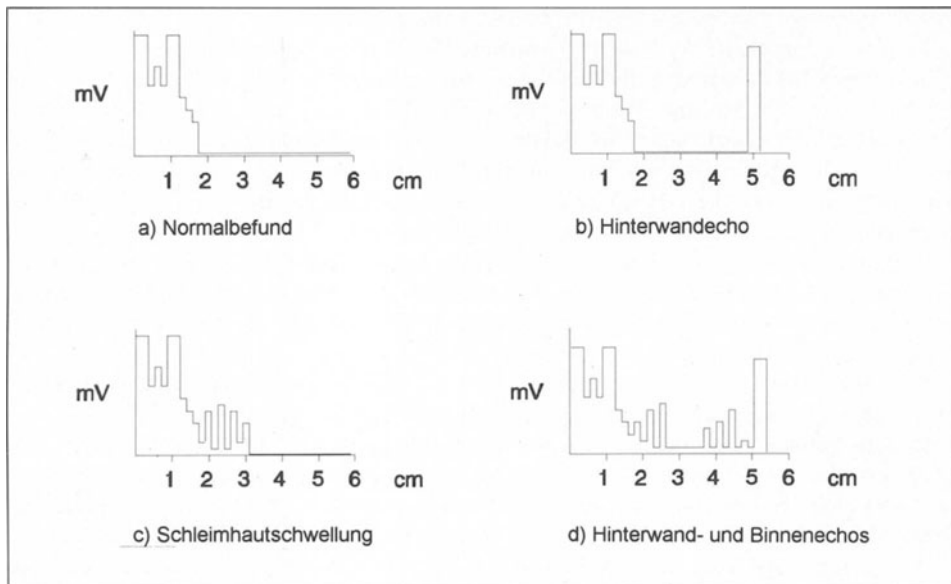 mV
1 2 3 4 5 6 cm
a) Normalbefund
mV
1 2 3 4 5 6 cm
b) Hinterwandecho
mV
1 2 3 4 5 6 cm
c) Schleimhautschwellung
mV
1 2 3 4 5 6 cm
d) Hinterwand- und Binnenechos